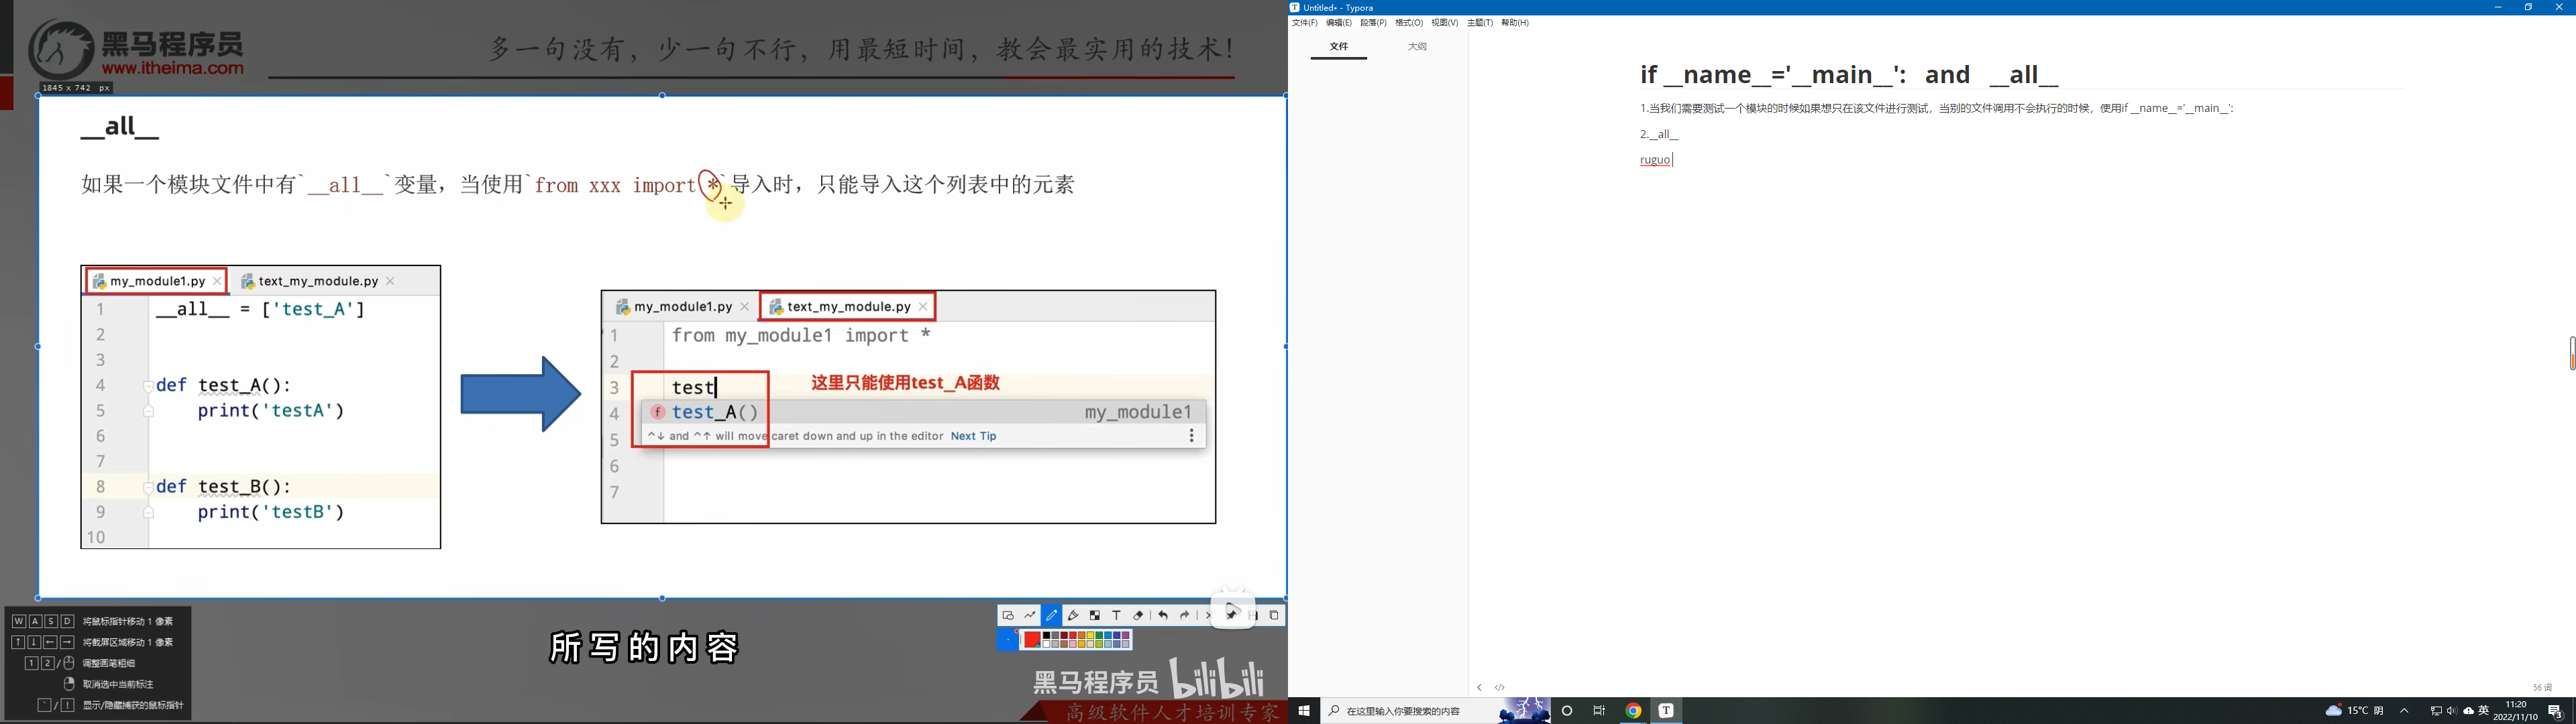 黑马程序员
www.itheima.com
多一句没有，少一句不行，用最短时间，教会最实用的技术！
1845 x 742 px
__all__
如果一个模块文件中有`__all__`变量，当使用`from xxx import *`导入时，只能导入这个列表中的元素
my_module1.py
text_my_module.py
1 __all__ = ['test_A']
2
3
4 def test_A():
5 print('testA')
6
7
8 def test_B():
9 print('testB')
10
my_module1.py
text_my_module.py
1 from my_module1 import *
2
3 test 这里只能使用test_A函数
4 f test_A() my_module1
5 ^↓ and ^↑ will move caret down and up in the editor Next Tip
6
7
W A S D 将鼠标指针移动 1 像素
↑ ↓ ← → 将截屏区域移动 1 像素
1 2 / 调整画笔粗细
取消选中当前标注
` / ! 显示/隐藏捕获的鼠标指针
所写的内容
T
黑马程序员 bilibili
高级软件人才培训专家
T Untitled• - Typora
文件(F) 编辑(E) 段落(P) 格式(O) 视图(V) 主题(T) 帮助(H)
文件 大纲
if __name__='__main__': and __all__
1.当我们需要测试一个模块的时候如果想只在该文件进行测试，当别的文件调用不会执行的时候，使用if __name__='__main__':
2.__all__
ruguo
< </> 56 词
在这里输入你要搜索的内容
T
15°C 阴
英
11:20
2022/11/10
3